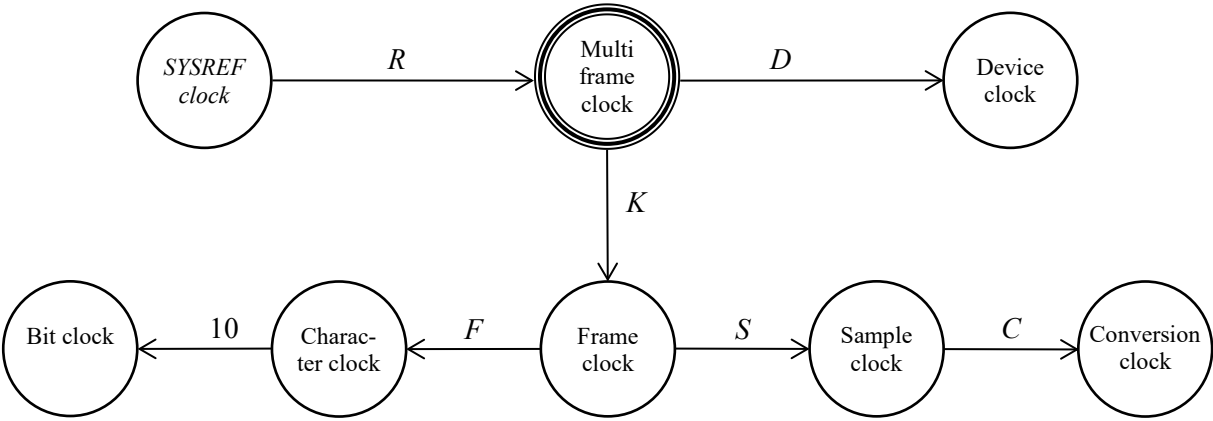 SYSREF
clock
R
Multi
frame
clock
D
Device
clock
K
Bit clock
10
Charac-
ter clock
F
Frame
clock
S
Sample
clock
C
Conversion
clock